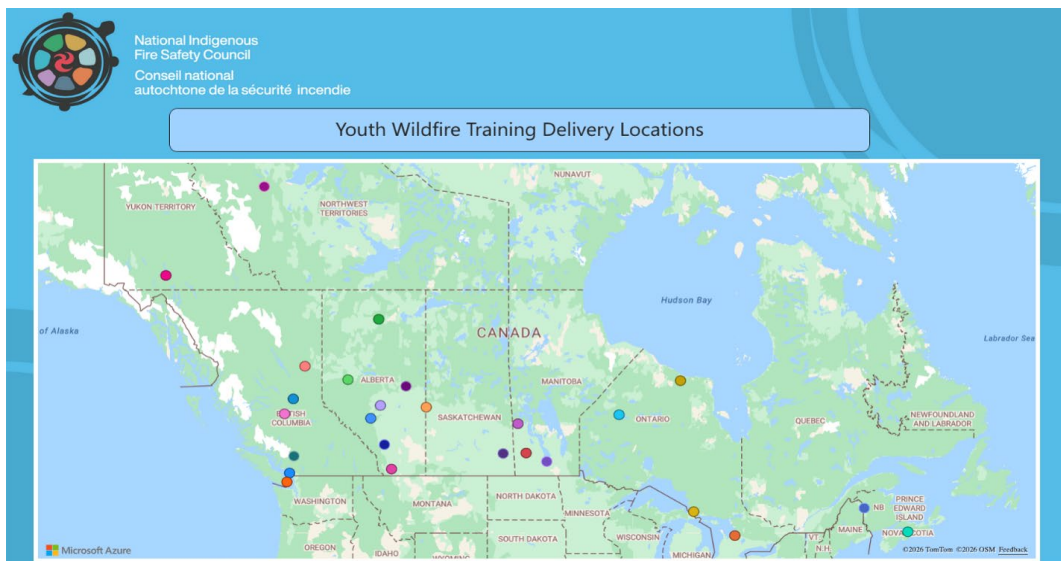 National Indigenous
Fire Safety Council
Conseil national
autochtone de la sécurité incendie
Youth Wildfire Training Delivery Locations
NUNAVUT
YUKON TERRITORY
NORTHWEST
TERRITORIES
Hudson Bay
of Alaska
CANADA
Labrador Sea
ALBERTA
MANITOBA
BRITISH
COLUMBIA
SASKATCHEWAN
ONTARIO
QUEBEC
NEWFOUNDLAND
AND LABRADOR
WASHINGTON
MONTANA
NORTH DAKOTA
MINNESOTA
PRINCE
EDWARD
ISLAND
NB
MAINE
NOVA SCOTIA
OREGON
IDAHO
WYOMING
SOUTH DAKOTA
WISCONSIN
MICHIGAN
VT
N.H.
Microsoft Azure
©2026 TomTom ©2026 OSM Feedback